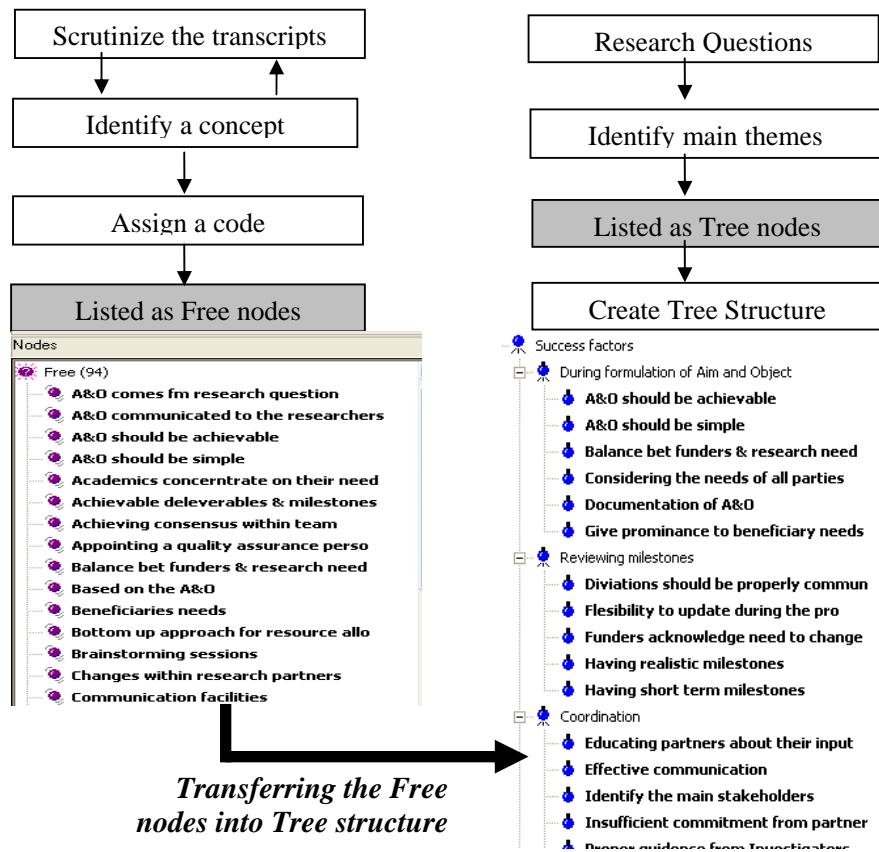 Scrutinize the transcripts
Identify a concept
Assign a code
Listed as Free nodes
Nodes
Free (94)
A&O comes fm research question
A&O communicated to the researchers
A&O should be achievable
A&O should be simple
Academics concerntrate on their need
Achievable deleverables & milestones
Achieving consensus within team
Appointing a quality assurance perso
Balance bet funders & research need
Based on the A&O
Beneficiaries needs
Bottom up approach for resource allo
Brainstorming sessions
Changes within research partners
Communication facilities
Transferring the Free
nodes into Tree structure
Research Questions
Identify main themes
Listed as Tree nodes
Create Tree Structure
Success factors
During formulation of Aim and Object
A&O should be achievable
A&O should be simple
Balance bet funders & research need
Considering the needs of all parties
Documentation of A&O
Give prominance to beneficiary needs
Reviewing milestones
Diviations should be properly commun
Flesibility to update during the pro
Funders acknowledge need to change
Having realistic milestones
Having short term milestones
Coordination
Educating partners about their input
Effective communication
Identify the main stakeholders
Insufficient commitment from partner
Proper guidence from Investigators